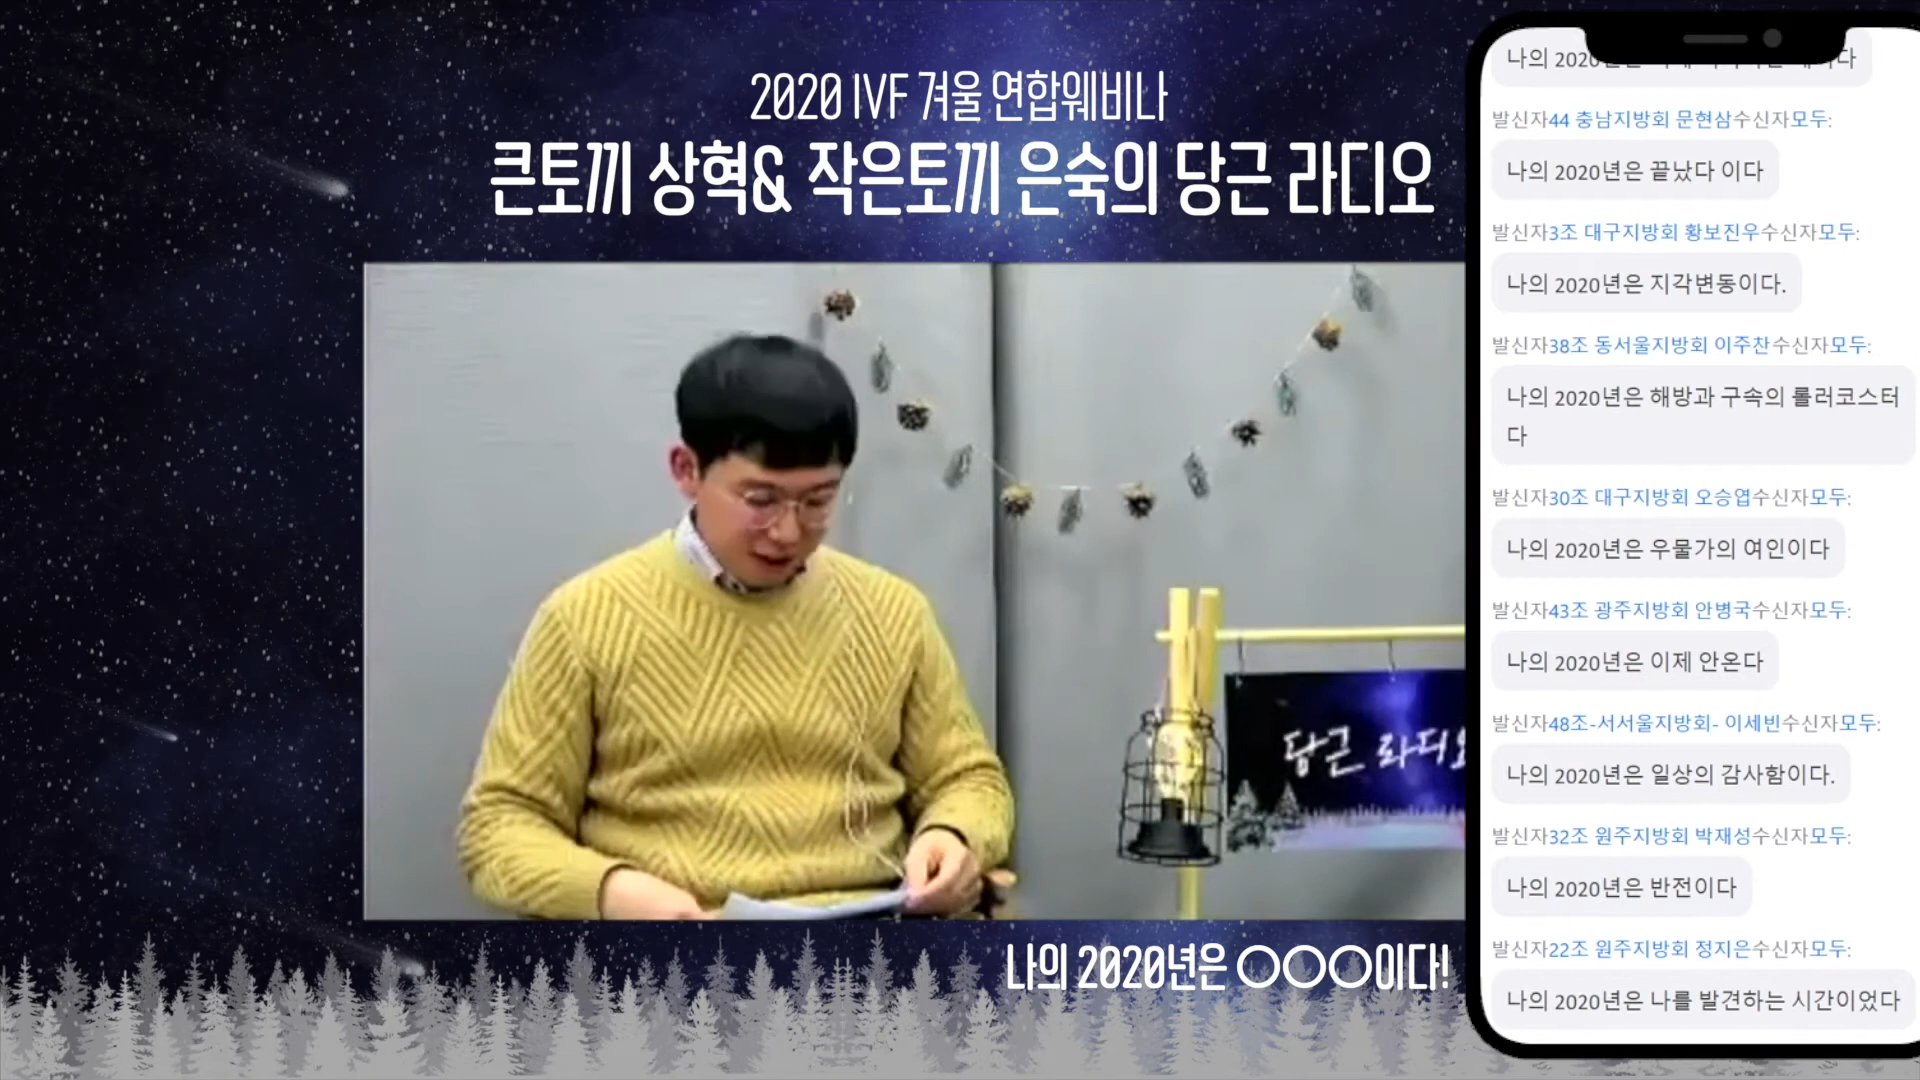 2020 IVF 겨울 연합웨비나
큰토끼 상혁& 작은토끼 은숙의 당근 라디오
당근 라디오
나의 2020년은 ○○○이다!
나의 2020
다
발신자44 충남지방회 문현삼수신자모두:
나의 2020년은 끝났다 이다
발신자3조 대구지방회 황보진우수신자모두:
나의 2020년은 지각변동이다.
발신자38조 동서울지방회 이주찬수신자모두:
나의 2020년은 해방과 구속의 롤러코스터
다
발신자30조 대구지방회 오승엽수신자모두:
나의 2020년은 우물가의 여인이다
발신자43조 광주지방회 안병국수신자모두:
나의 2020년은 이제 안온다
발신자48조-서서울지방회- 이세빈수신자모두:
나의 2020년은 일상의 감사함이다.
발신자32조 원주지방회 박재성수신자모두:
나의 2020년은 반전이다
발신자22조 원주지방회 정지은수신자모두:
나의 2020년은 나를 발견하는 시간이었다